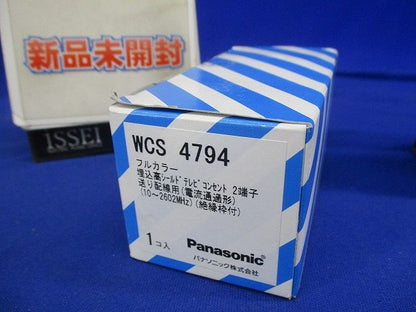 新品未開封
ISSEI
WCS 4794
フルカラー
埋込高シールドテレビコンセント 2端子
送り配線用(電流通過形)
(10～2602MHz)(絶縁枠付)
1コ入
Panasonic
パナソニック株式会社